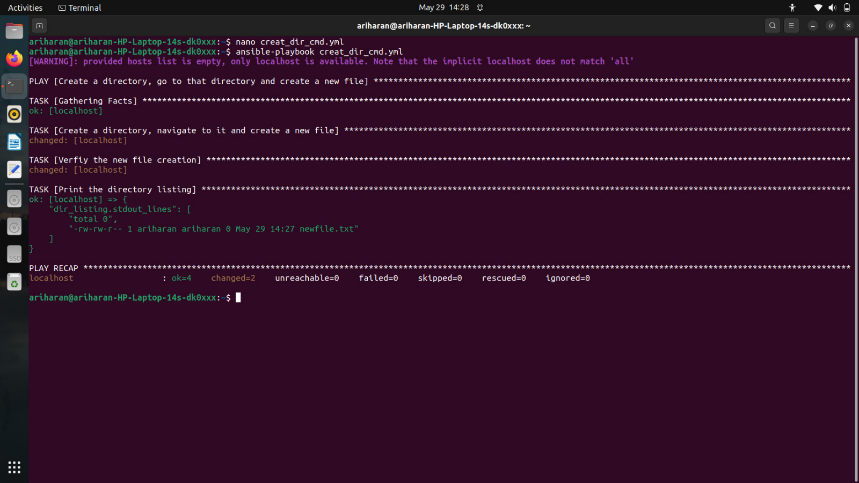 Activities Terminal May 29 14:28
ariharan@ariharan-HP-Laptop-14s-dk0xxx: ~
ariharan@ariharan-HP-Laptop-14s-dk0xxx:~$ nano creat_dir_cmd.yml
ariharan@ariharan-HP-Laptop-14s-dk0xxx:~$ ansible-playbook creat_dir_cmd.yml
[WARNING]: provided hosts list is empty, only localhost is available. Note that the implicit localhost does not match 'all'
PLAY [Create a directory, go to that directory and create a new file] ************************************************************************************************
TASK [Gathering Facts] ************************************************************************************************************************************************
ok: [localhost]
TASK [Create a directory, navigate to it and create a new file] ******************************************************************************************************
changed: [localhost]
TASK [Verfiy the new file creation] ***********************************************************************************************************************************
changed: [localhost]
TASK [Print the directory listing] ************************************************************************************************************************************
ok: [localhost] => {
    "dir_listing.stdout_lines": [
        "total 0",
        "-rw-rw-r-- 1 ariharan ariharan 0 May 29 14:27 newfile.txt"
    ]
}
PLAY RECAP ************************************************************************************************************************************************************
localhost                  : ok=4    changed=2    unreachable=0    failed=0    skipped=0    rescued=0    ignored=0
ariharan@ariharan-HP-Laptop-14s-dk0xxx:~$